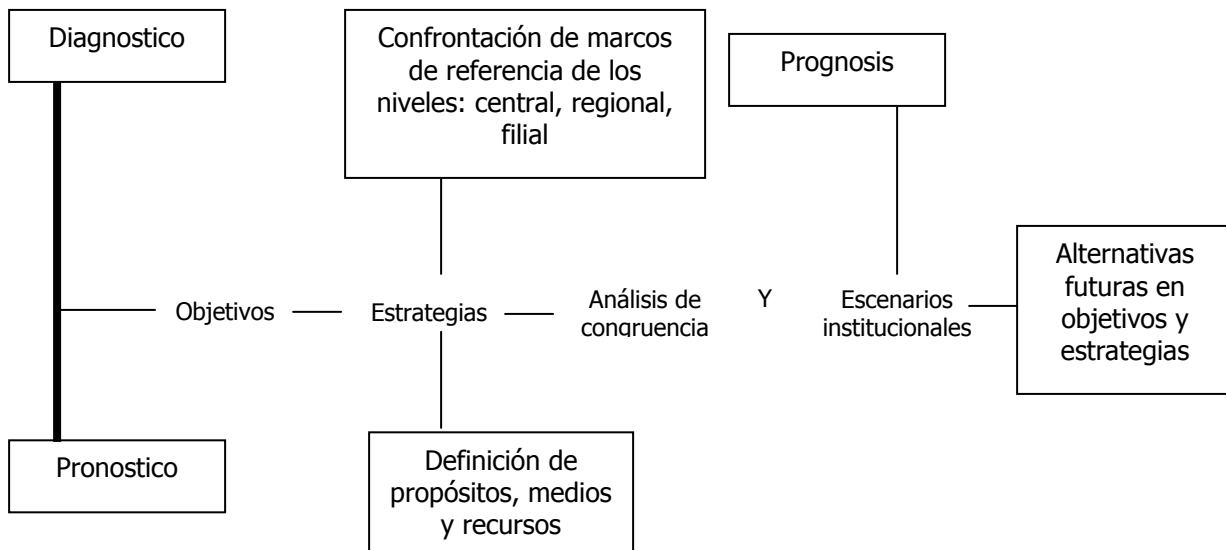 Diagnostico
Confrontación de marcos
de referencia de los
niveles: central, regional,
filial
Prognosis
Objetivos
Estrategias
Análisis de
congruencia
Y
Escenarios
institucionales
Alternativas
futuras en
objetivos y
estrategias
Pronostico
Definición de
propósitos, medios
y recursos